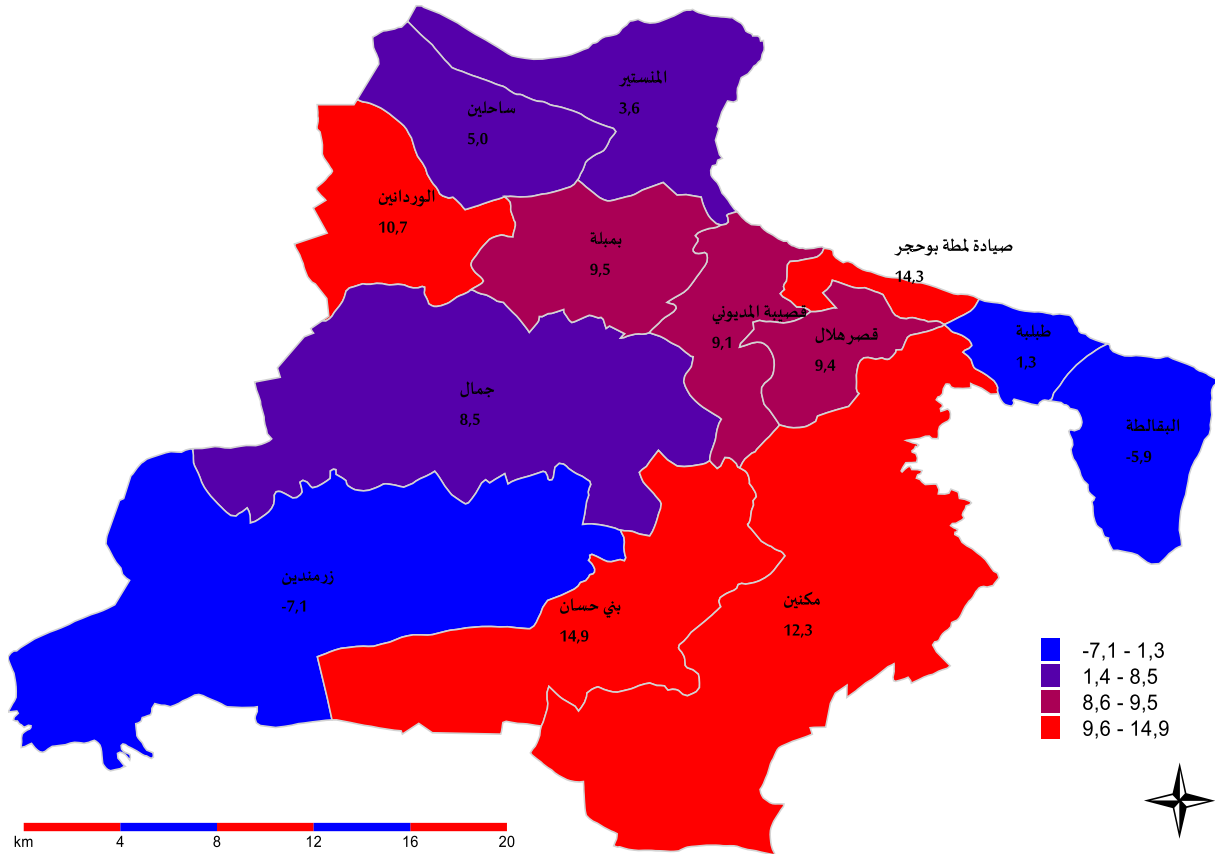 المنستير
3,6
ساحلين
5,0
الوردانين
10,7
بمبلة
9,5
صيادة لمطة بوحجر
14,3
قصيبة المديوني
9,1
قصر هلال
9,4
طبلبة
1,3
جمال
8,5
البقالطة
-5,9
زرمندين
-7,1
بني حسان
14,9
مكنين
12,3
-7,1 - 1,3
1,4 - 8,5
8,6 - 9,5
9,6 - 14,9
km 4 8 12 16 20